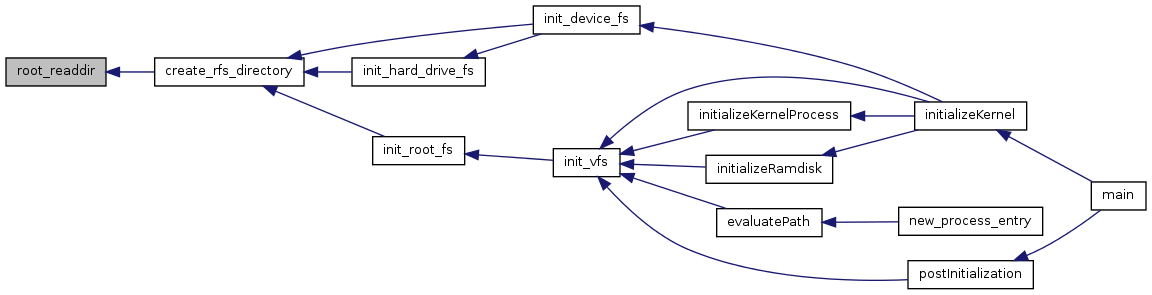 root_readdir
create_rfs_directory
init_device_fs
init_hard_drive_fs
init_root_fs
init_vfs
initializeKernelProcess
initializeRamdisk
evaluatePath
initializeKernel
new_process_entry
postInitialization
main